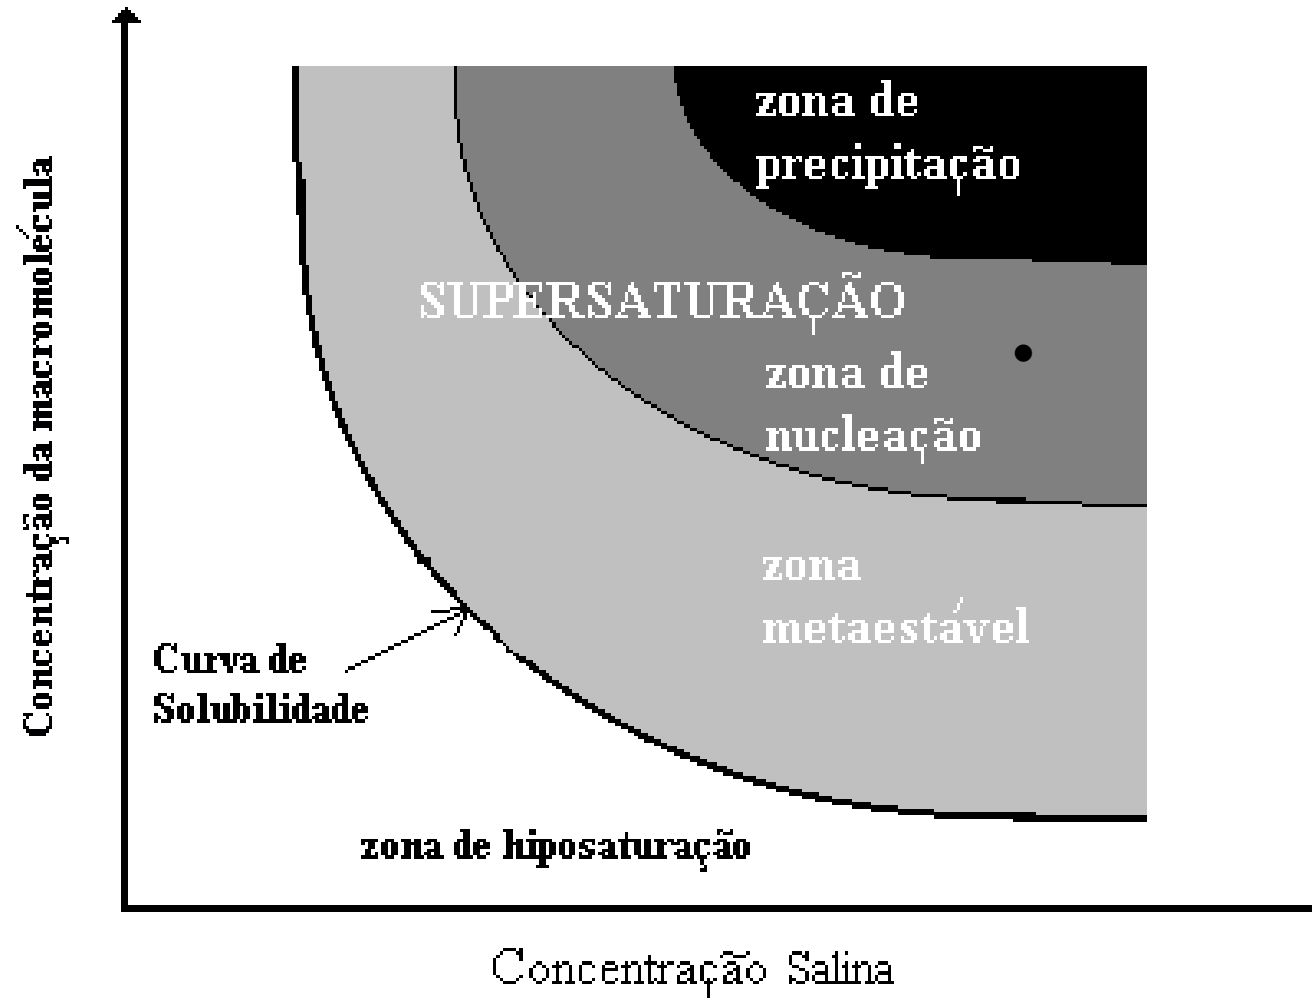 zona de
precipitação
SUPERSATURAÇÃO
zona de
nucleação
zona
metaestável
Curva de
Solubilidade
zona de hiposaturação
Concentração da macromolécula
Concentração Salina